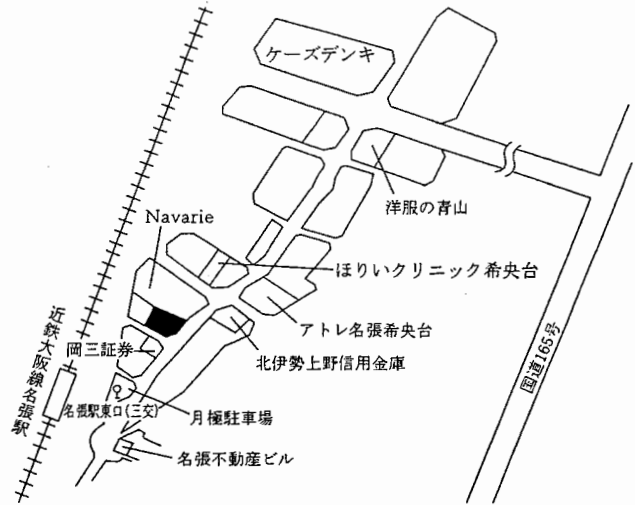 ケーズデンキ
洋服の青山
Navarie
ほりいクリニック希央台
アトレ名張希央台
岡三証券
北伊勢上野信用金庫
近鉄大阪線名張駅
国道165号
名張駅東口(三交)
月極駐車場
名張不動産ビル